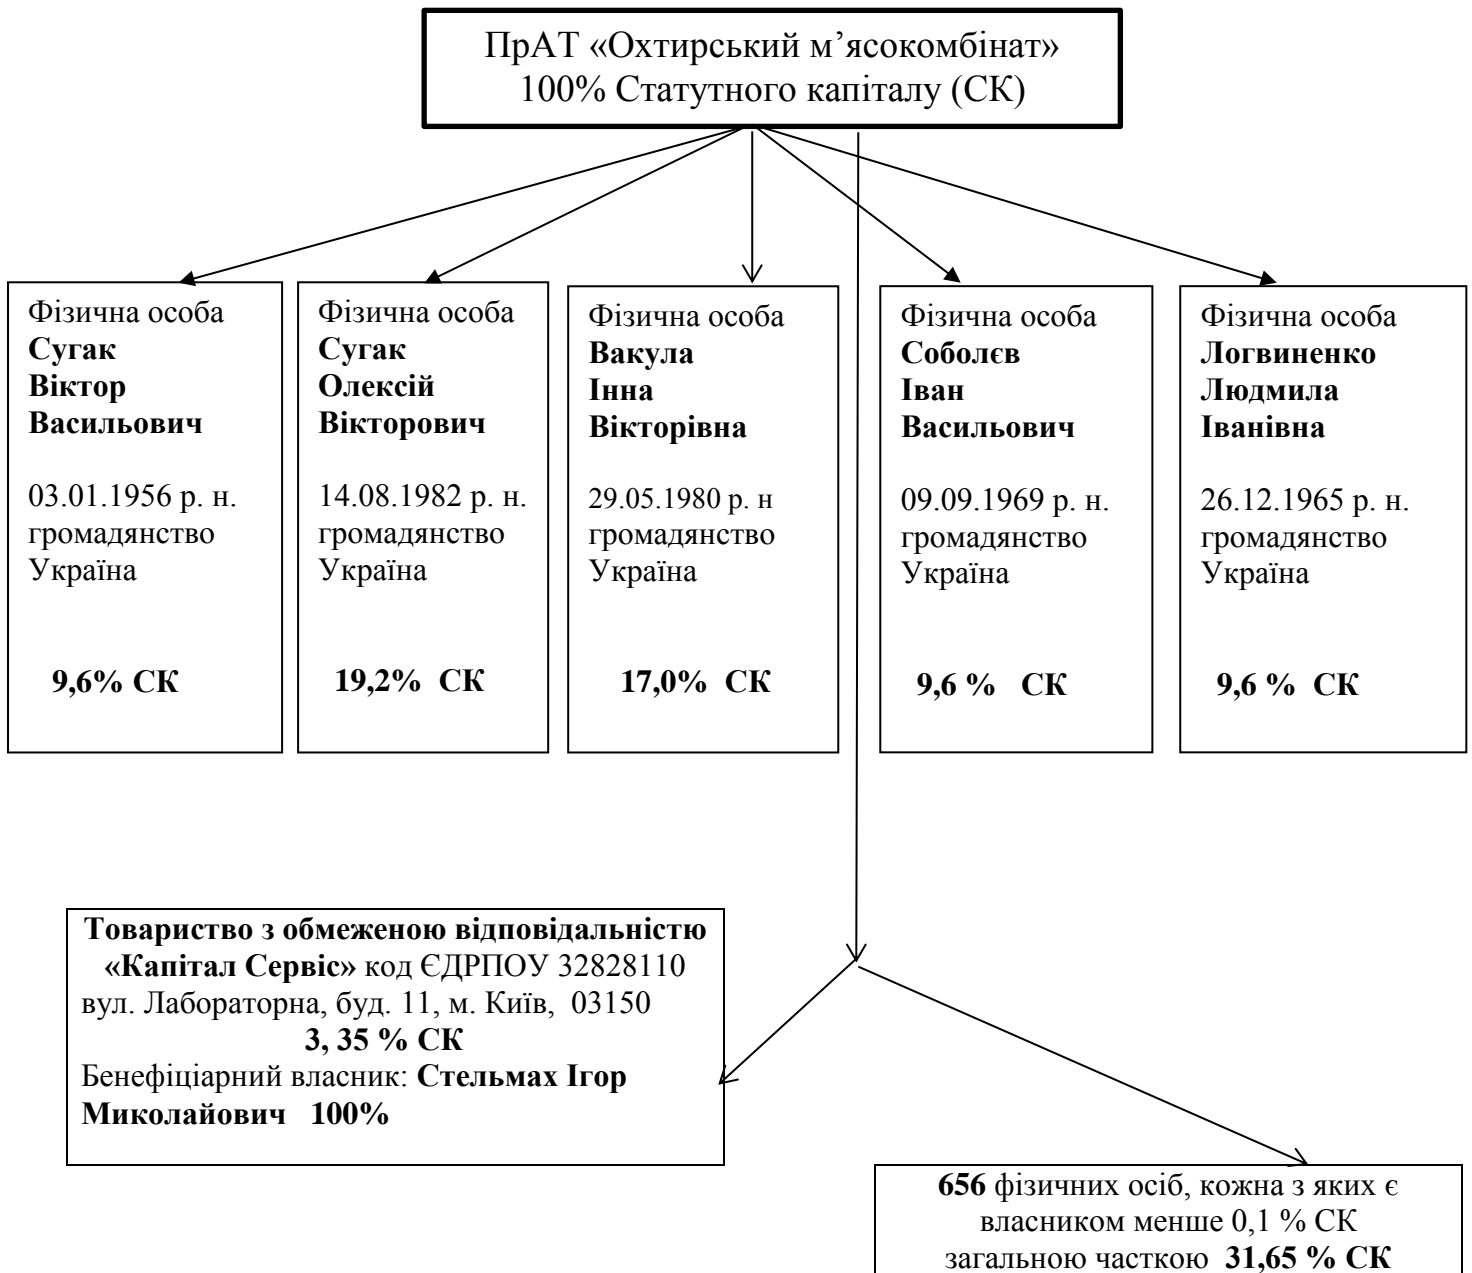 ПрАТ «Охтирський м’ясокомбінат»
100% Статутного капіталу (СК)
Фізична особа
Сугак
Віктор
Васильович
03.01.1956 р. н.
громадянство
Україна
9,6% СК
Фізична особа
Сугак
Олексій
Вікторович
14.08.1982 р. н.
громадянство
Україна
19,2% СК
Фізична особа
Вакула
Інна
Вікторівна
29.05.1980 р. н
громадянство
Україна
17,0% СК
Фізична особа
Соболєв
Іван
Васильович
09.09.1969 р. н.
громадянство
Україна
9,6 % СК
Фізична особа
Логвиненко
Людмила
Іванівна
26.12.1965 р. н.
громадянство
Україна
9,6 % СК
Товариство з обмеженою відповідальністю
«Капітал Сервіс» код ЄДРПОУ 32828110
вул. Лабораторна, буд. 11, м. Київ, 03150
3, 35 % СК
Бенефіціарний власник: Стельмах Ігор
Миколайович 100%
656 фізичних осіб, кожна з яких є
власником менше 0,1 % СК
загальною часткою 31,65 % СК